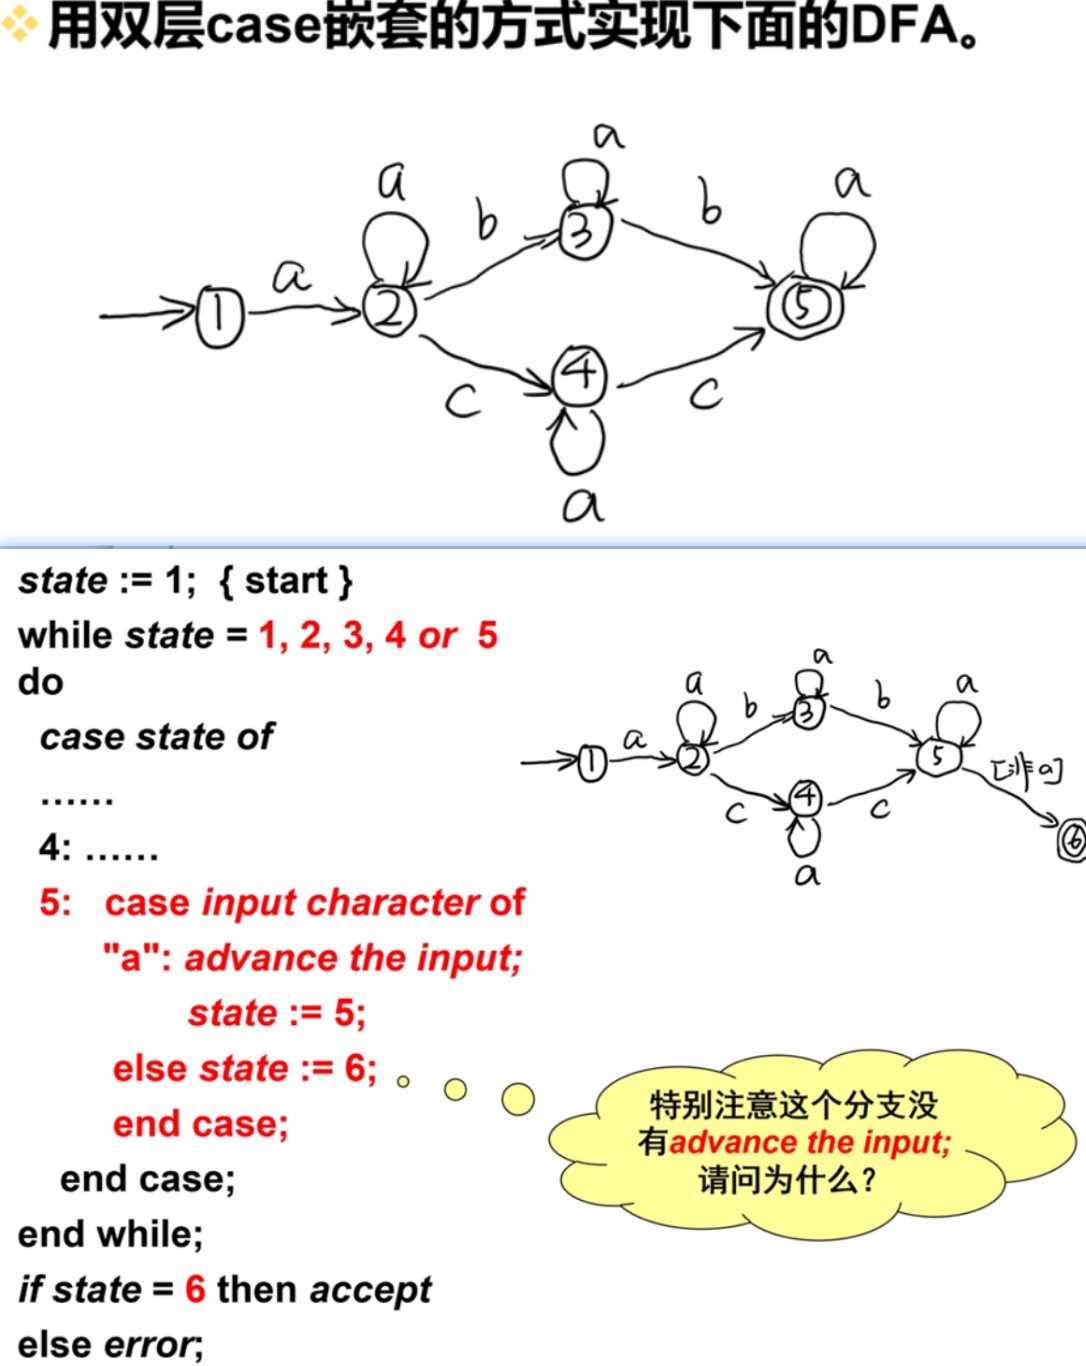 用双层case嵌套的方式实现下面的DFA。
a
a
a
b
b
3
a
1
2
5
4
c
c
a
state := 1; { start }
while state = 1, 2, 3, 4 or 5
do
case state of
......
4: ......
5: case input character of
"a": advance the input;
state := 5;
else state := 6;
end case;
end case;
end while;
if state = 6 then accept
else error;
a
a
a
b
b
3
a
1
2
5
[非a]
4
c
c
6
a
特别注意这个分支没
有advance the input;
请问为什么？